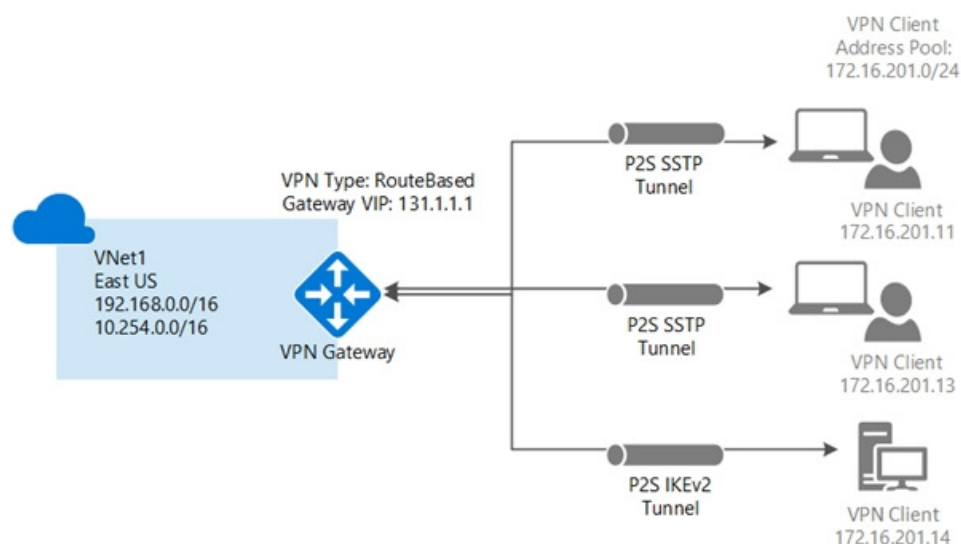 VPN Client
Address Pool:
172.16.201.0/24
P2S SSTP
Tunnel
VPN Type: RouteBased
Gateway VIP: 131.1.1.1
VPN Client
172.16.201.11
VNet1
East US
192.168.0.0/16
10.254.0.0/16
VPN Gateway
P2S SSTP
Tunnel
VPN Client
172.16.201.13
P2S IKEv2
Tunnel
VPN Client
172.16.201.14